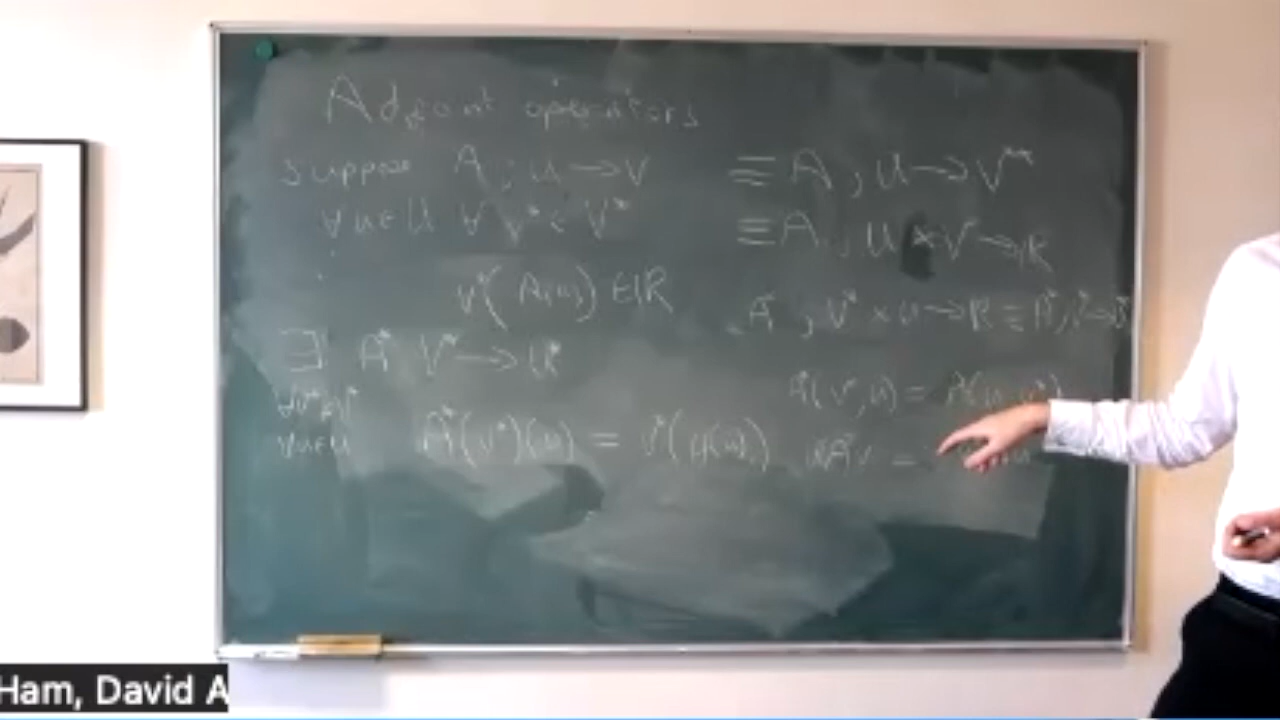 Adjoint operators
suppose A: U → V
∀u∈U ∀ V* ∈ V*
V*( A(u)) ∈ ℝ
∃ A* V* → U*
∀V*∈V*
∀u∈U
A*(V*)(u) = V*(A(u))
≡ A: U → V**
≡ A: U × V* → ℝ
A*: V* × U → ℝ ≡ A*:
A*(V*,u) = A(u,v*)
Ham, David A